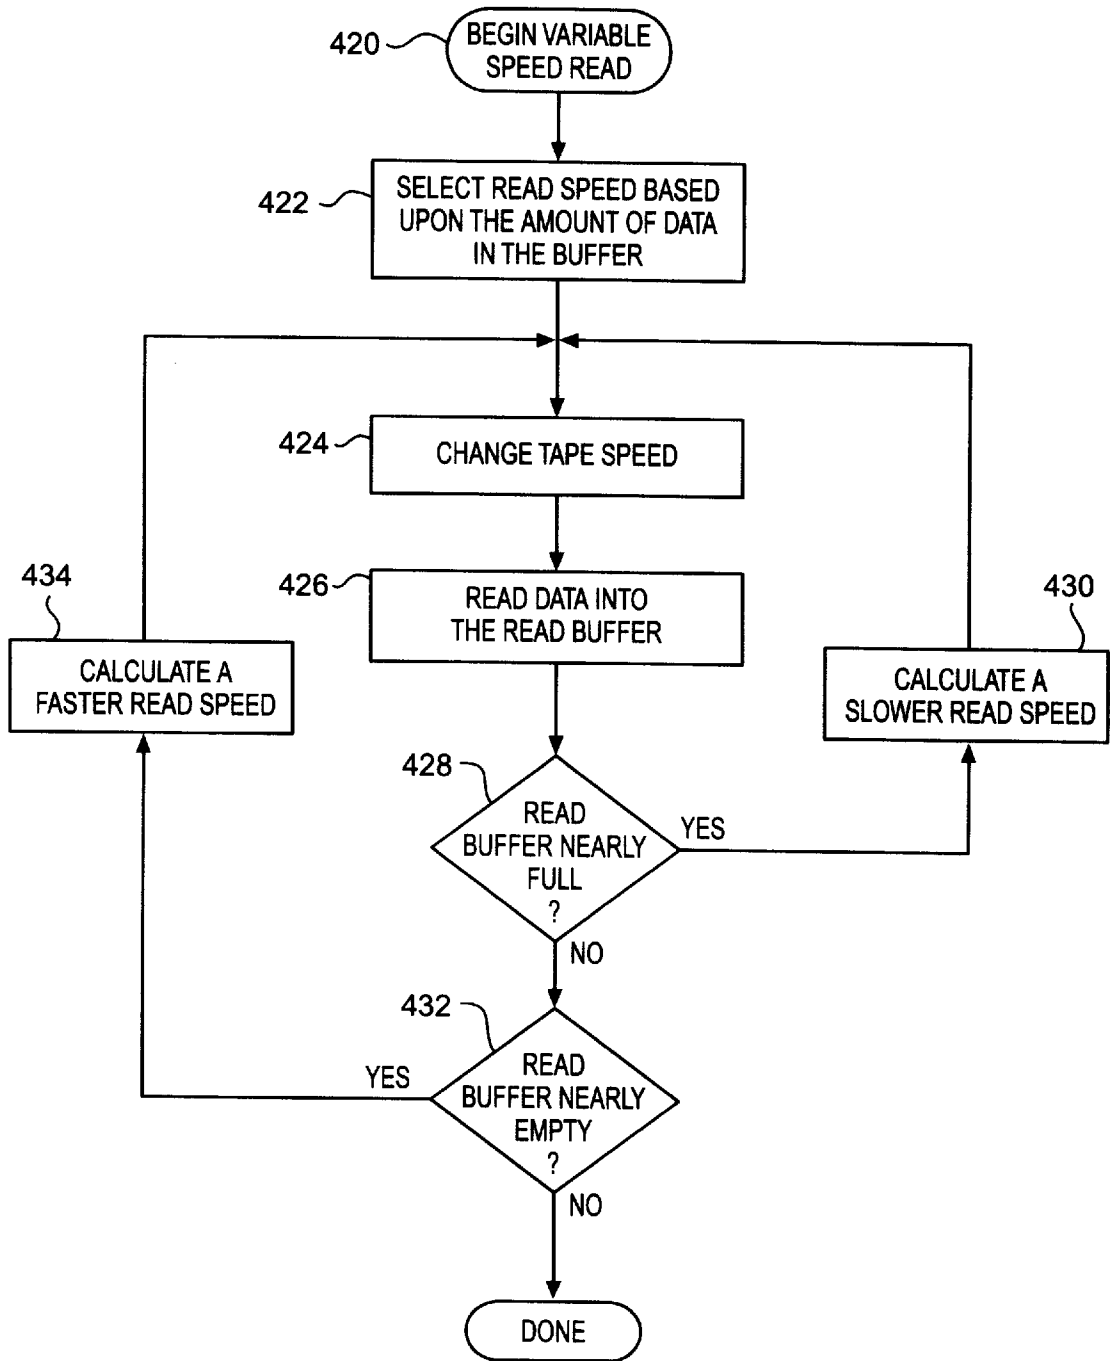 420
BEGIN VARIABLE
SPEED READ
422
SELECT READ SPEED BASED
UPON THE AMOUNT OF DATA
IN THE BUFFER
424
CHANGE TAPE SPEED
434
CALCULATE A
FASTER READ SPEED
426
READ DATA INTO
THE READ BUFFER
430
CALCULATE A
SLOWER READ SPEED
428
READ
BUFFER NEARLY
FULL
?
YES
NO
432
READ
BUFFER NEARLY
EMPTY
?
YES
NO
DONE